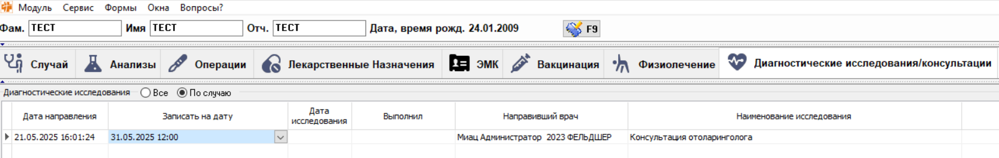 Модуль Сервис Формы Окна Вопросы?
Фам. ТЕСТ Имя ТЕСТ Отч. ТЕСТ Дата, время рожд. 24.01.2009 F9
Случай Анализы Операции Лекарственные Назначения ЭМК Вакцинация Физиолечение Диагностические исследования/консультации
Диагностические исследования Все По случаю
Дата направления Записать на дату Дата исследования Выполнил Направивший врач Наименование исследования
21.05.2025 16:01:24 31.05.2025 12:00 Миац Администратор 2023 ФЕЛЬДШЕР Консультация отоларинголога